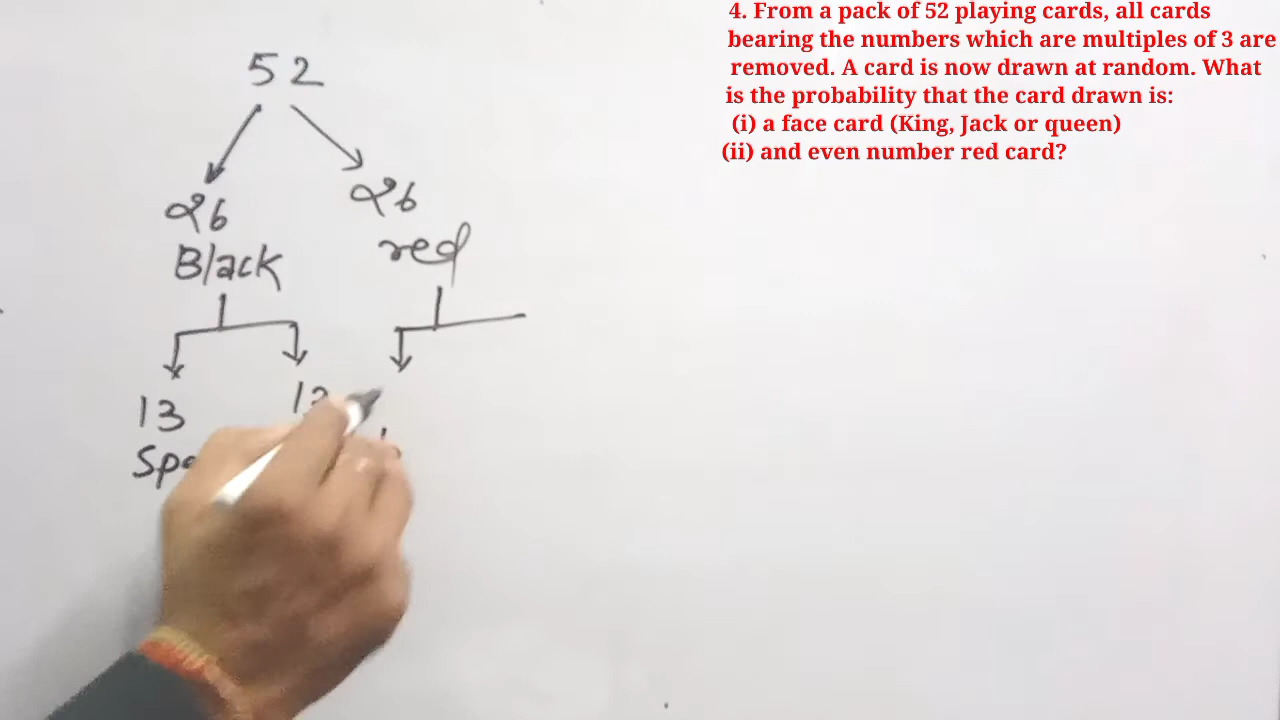 4. From a pack of 52 playing cards, all cards
bearing the numbers which are multiples of 3 are
removed. A card is now drawn at random. What
is the probability that the card drawn is:
(i) a face card (King, Jack or queen)
(ii) and even number red card?
52
26 26
Black red
13 13